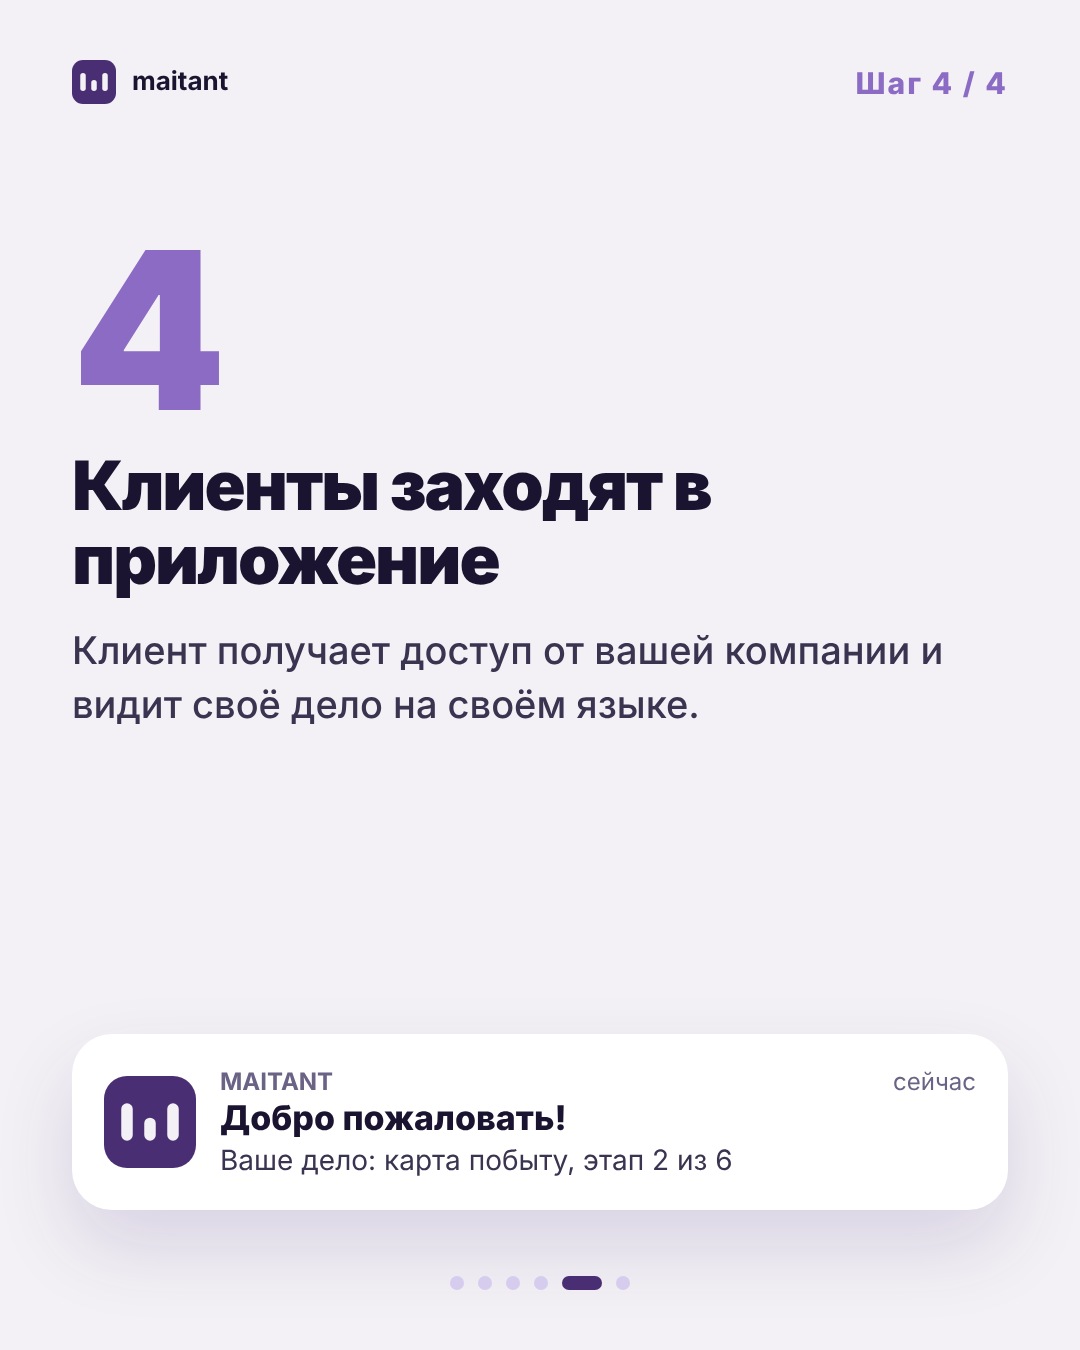 maitant
Шаг 4 / 4
4
Клиенты заходят в
приложение
Клиент получает доступ от вашей компании и
видит своё дело на своём языке.
MAITANT
сейчас
Добро пожаловать!
Ваше дело: карта побыту, этап 2 из 6